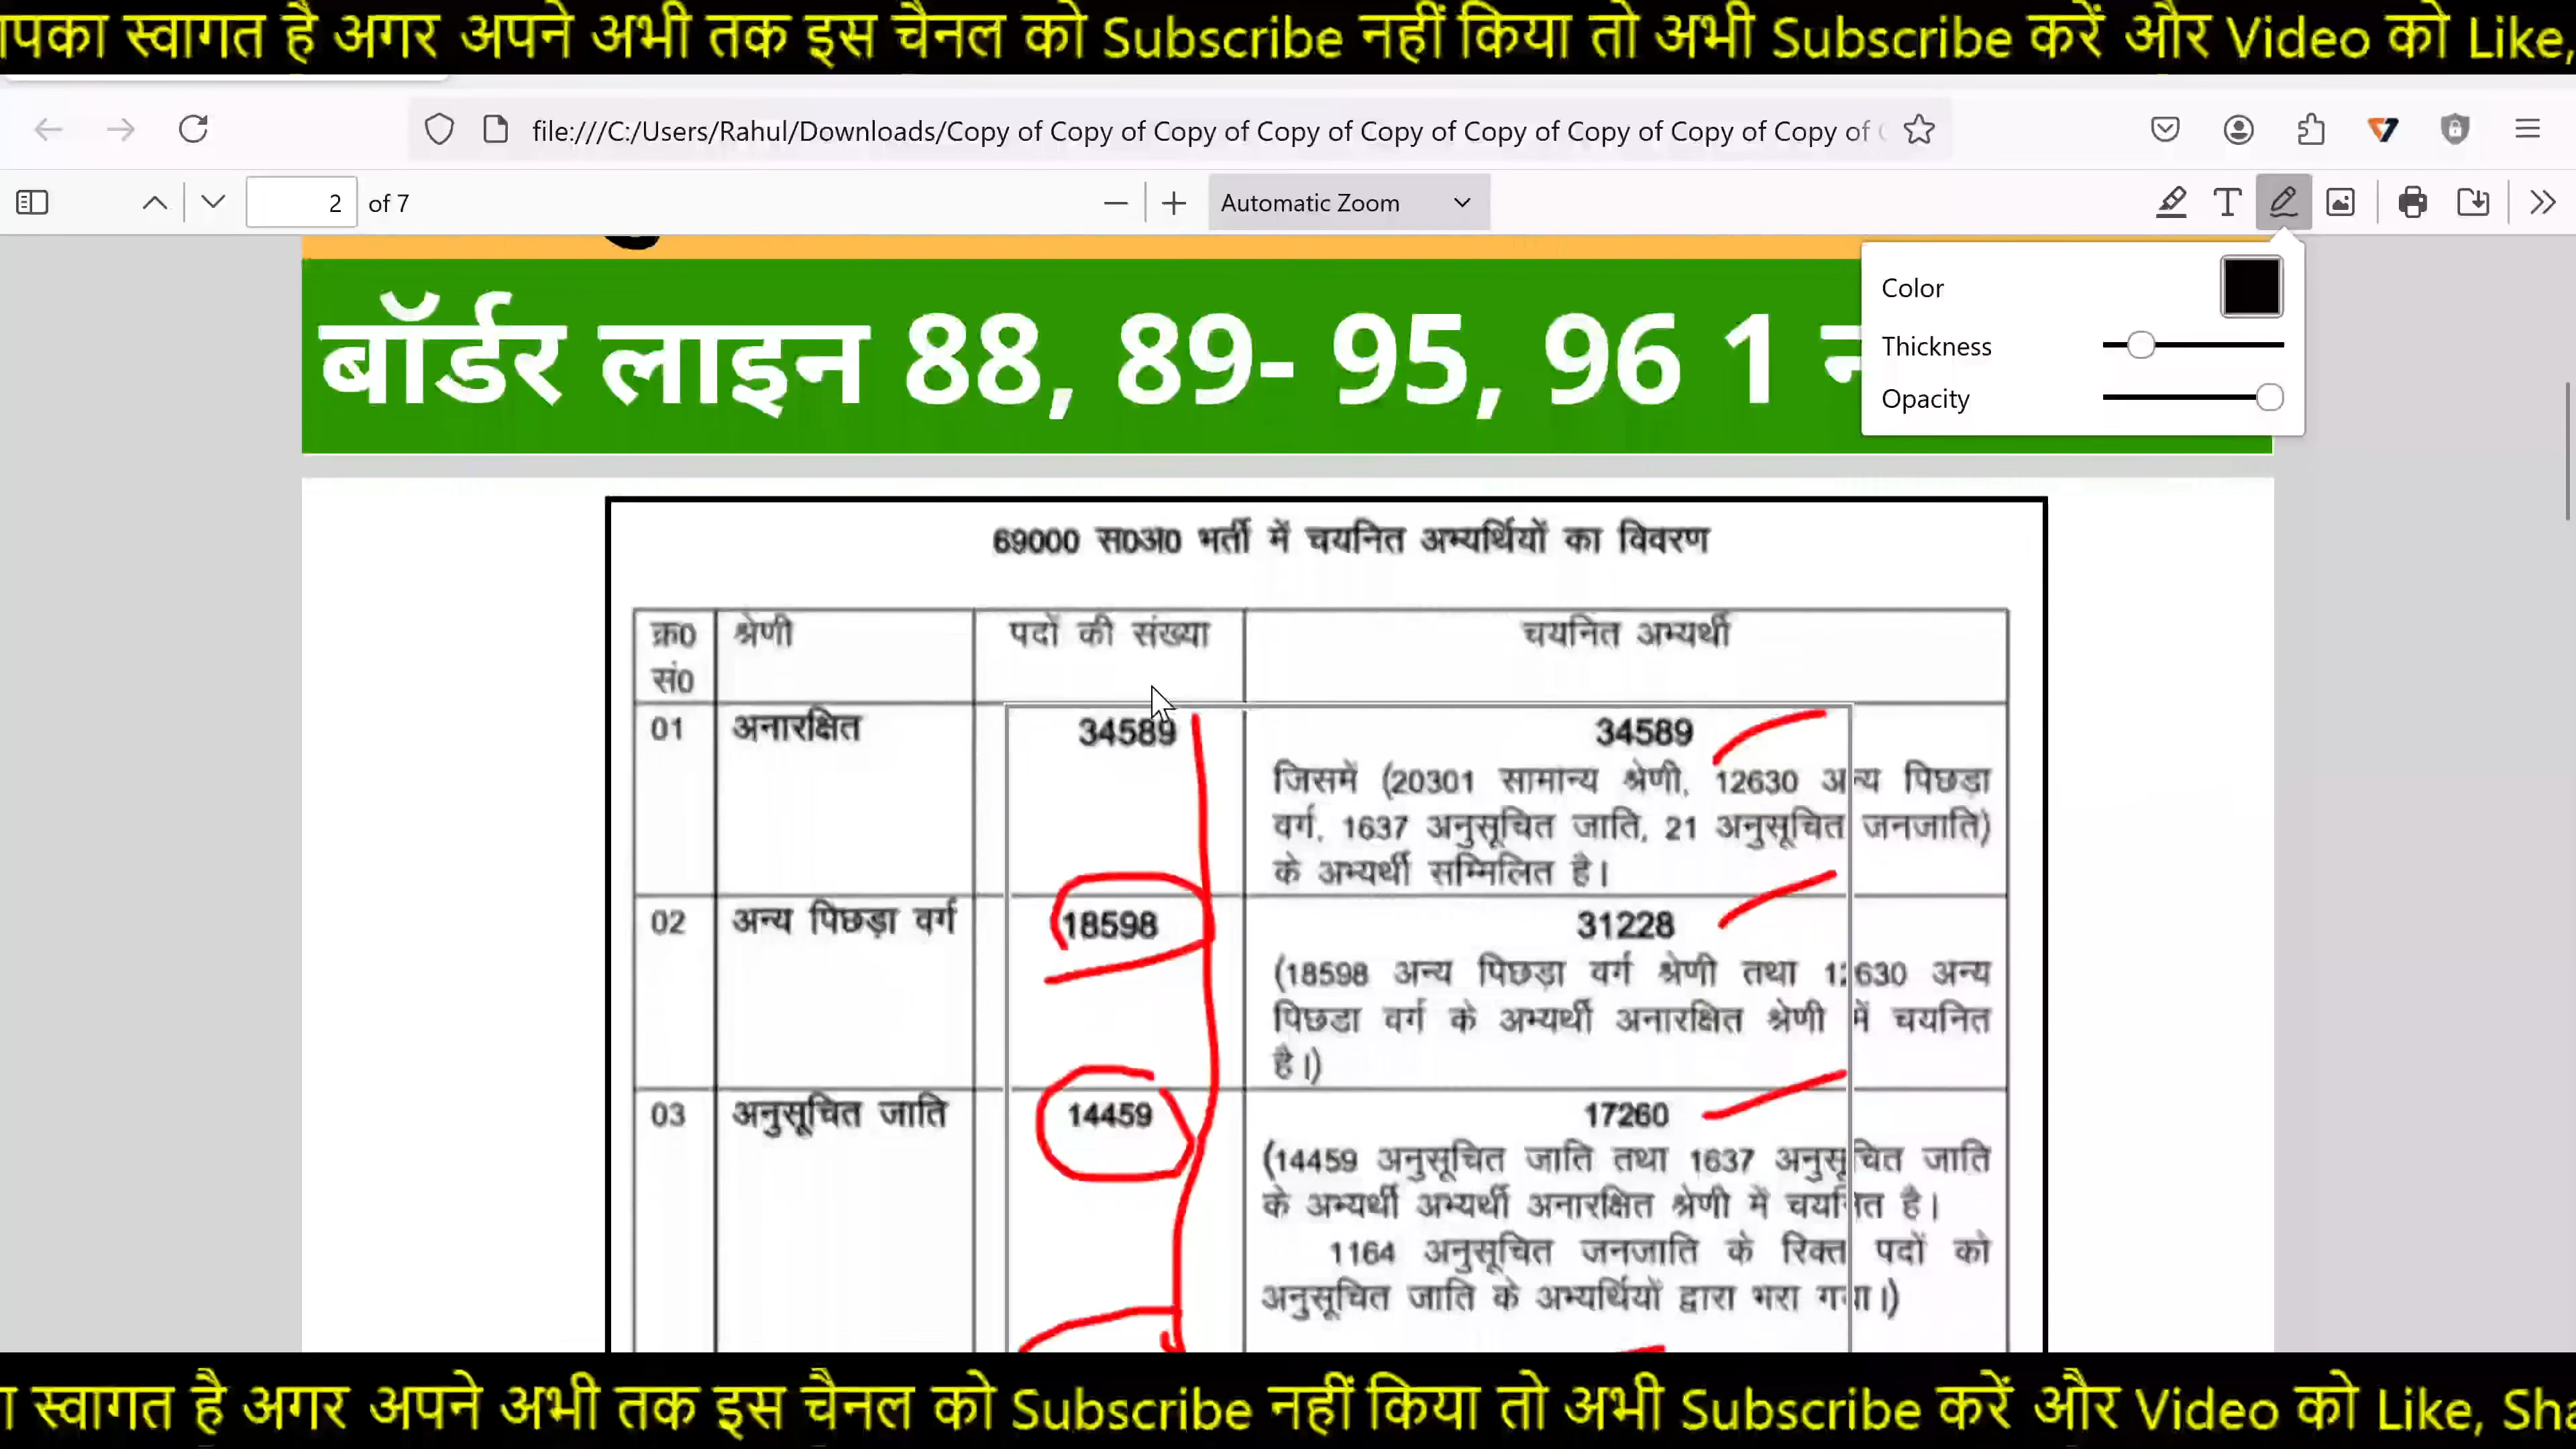 पका स्वागत है अगर अपने अभी तक इस चैनल को Subscribe नहीं किया तो अभी Subscribe करें और Video को Like,
file:///C:/Users/Rahul/Downloads/Copy of Copy of Copy of Copy of Copy of Copy of Copy of Copy of Copy of
2 of 7
Automatic Zoom
Color
Thickness
Opacity
बॉर्डर लाइन 88, 89- 95, 96 1
69000 स0अ0 भर्ती में चयनित अभ्यर्थियों का विवरण
क्र0 सं0 श्रेणी पदों की संख्या चयनित अभ्यर्थी
01 अनारक्षित 34589 34589
जिसमें (20301 सामान्य श्रेणी, 12630 अन्य पिछडा
वर्ग, 1637 अनुसूचित जाति, 21 अनुसूचित जनजाति)
के अभ्यर्थी सम्मिलित है।
02 अन्य पिछड़ा वर्ग 18598 31228
(18598 अन्य पिछड़ा वर्ग श्रेणी तथा 12630 अन्य
पिछडा वर्ग के अभ्यर्थी अनारक्षित श्रेणी में चयनित
है।)
03 अनुसूचित जाति 14459 17260
(14459 अनुसूचित जाति तथा 1637 अनुसूचित जाति
के अभ्यर्थी अभ्यर्थी अनारक्षित श्रेणी में चयनित है।
1164 अनुसूचित जनजाति के रिक्त पदों को
अनुसूचित जाति के अभ्यर्थियों द्वारा भरा गया।)
स्वागत है अगर अपने अभी तक इस चैनल को Subscribe नहीं किया तो अभी Subscribe करें और Video को Like, Sha